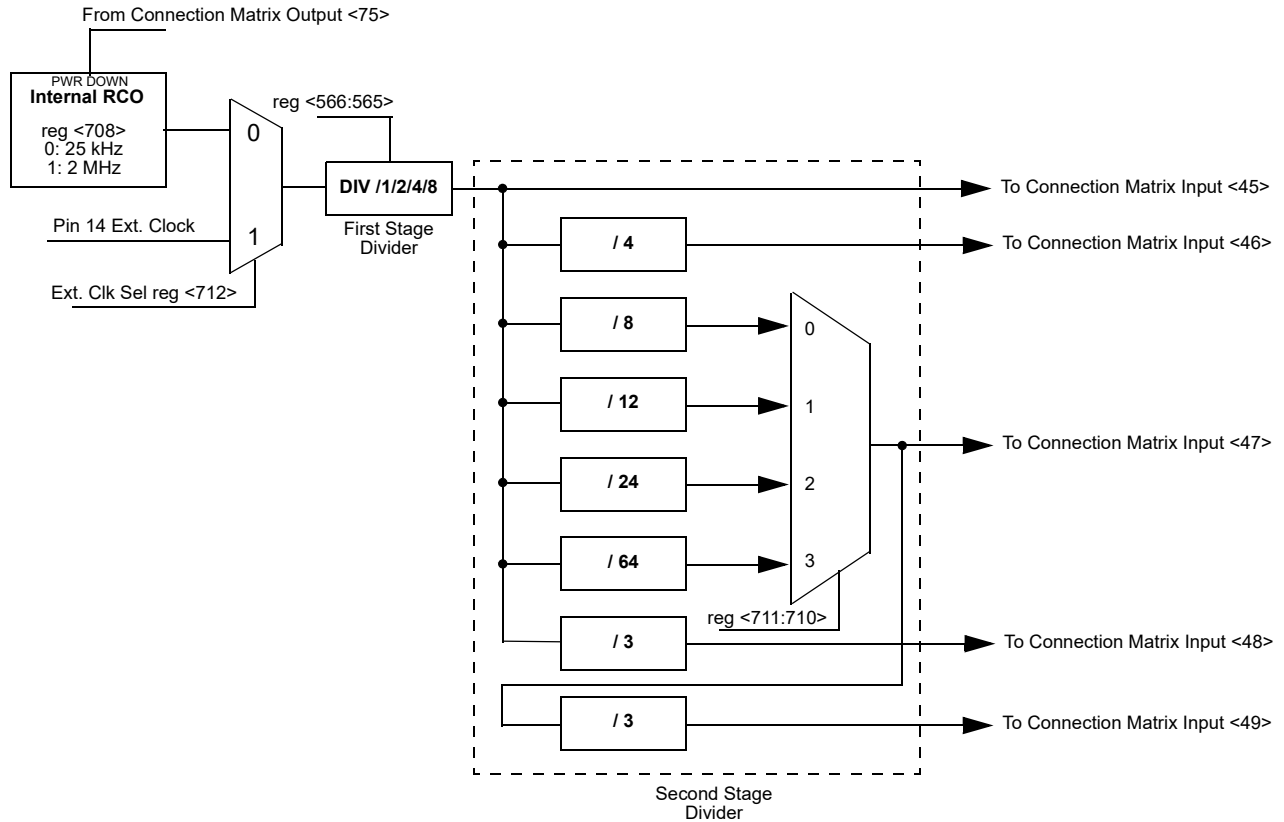 From Connection Matrix Output <75>
PWR DOWN
Internal RCO
reg <708>
0: 25 kHz
1: 2 MHz
0
1
Pin 14 Ext. Clock
Ext. Clk Sel reg <712>
reg <566:565>
DIV /1/2/4/8
First Stage
Divider
To Connection Matrix Input <45>
/ 4
To Connection Matrix Input <46>
/ 8
0
/ 12
1
To Connection Matrix Input <47>
/ 24
2
/ 64
3
reg <711:710>
/ 3
To Connection Matrix Input <48>
/ 3
To Connection Matrix Input <49>
Second Stage
Divider